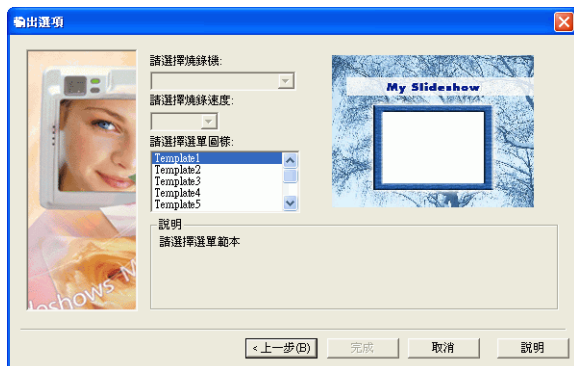 輸出選項
請選擇燒錄機:
請選擇燒錄速度:
請選擇選單圖樣:
Template1
Template2
Template3
Template4
Template5
My Slideshow
說明
請選擇選單範本
<上一步(B)
完成
取消
說明